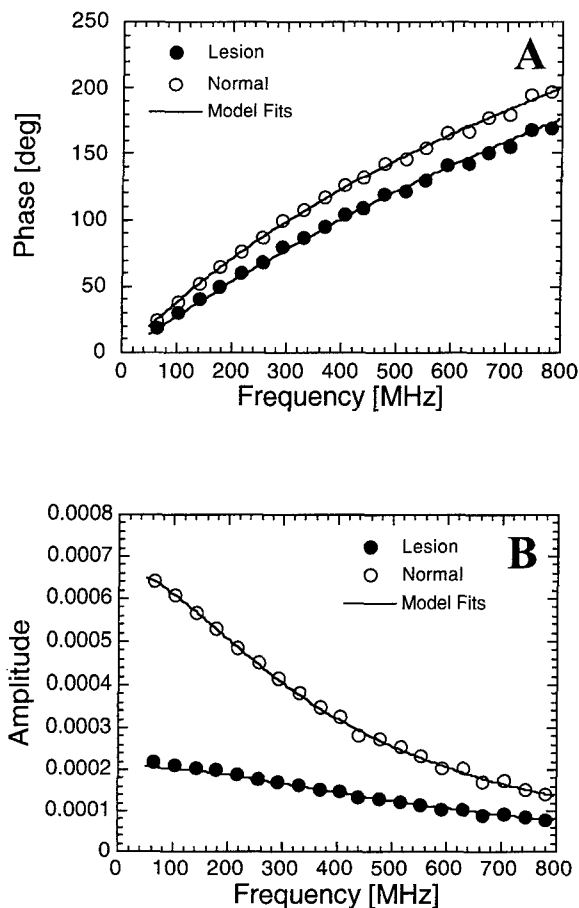 250
200
150
100
50
0
Phase [deg]
Lesion
Normal
Model Fits
A
0 100 200 300 400 500 600 700 800
Frequency [MHz]
0.0008
0.0007
0.0006
0.0005
0.0004
0.0003
0.0002
0.0001
0
Amplitude
Lesion
Normal
Model Fits
B
0 100 200 300 400 500 600 700 800
Frequency [MHz]